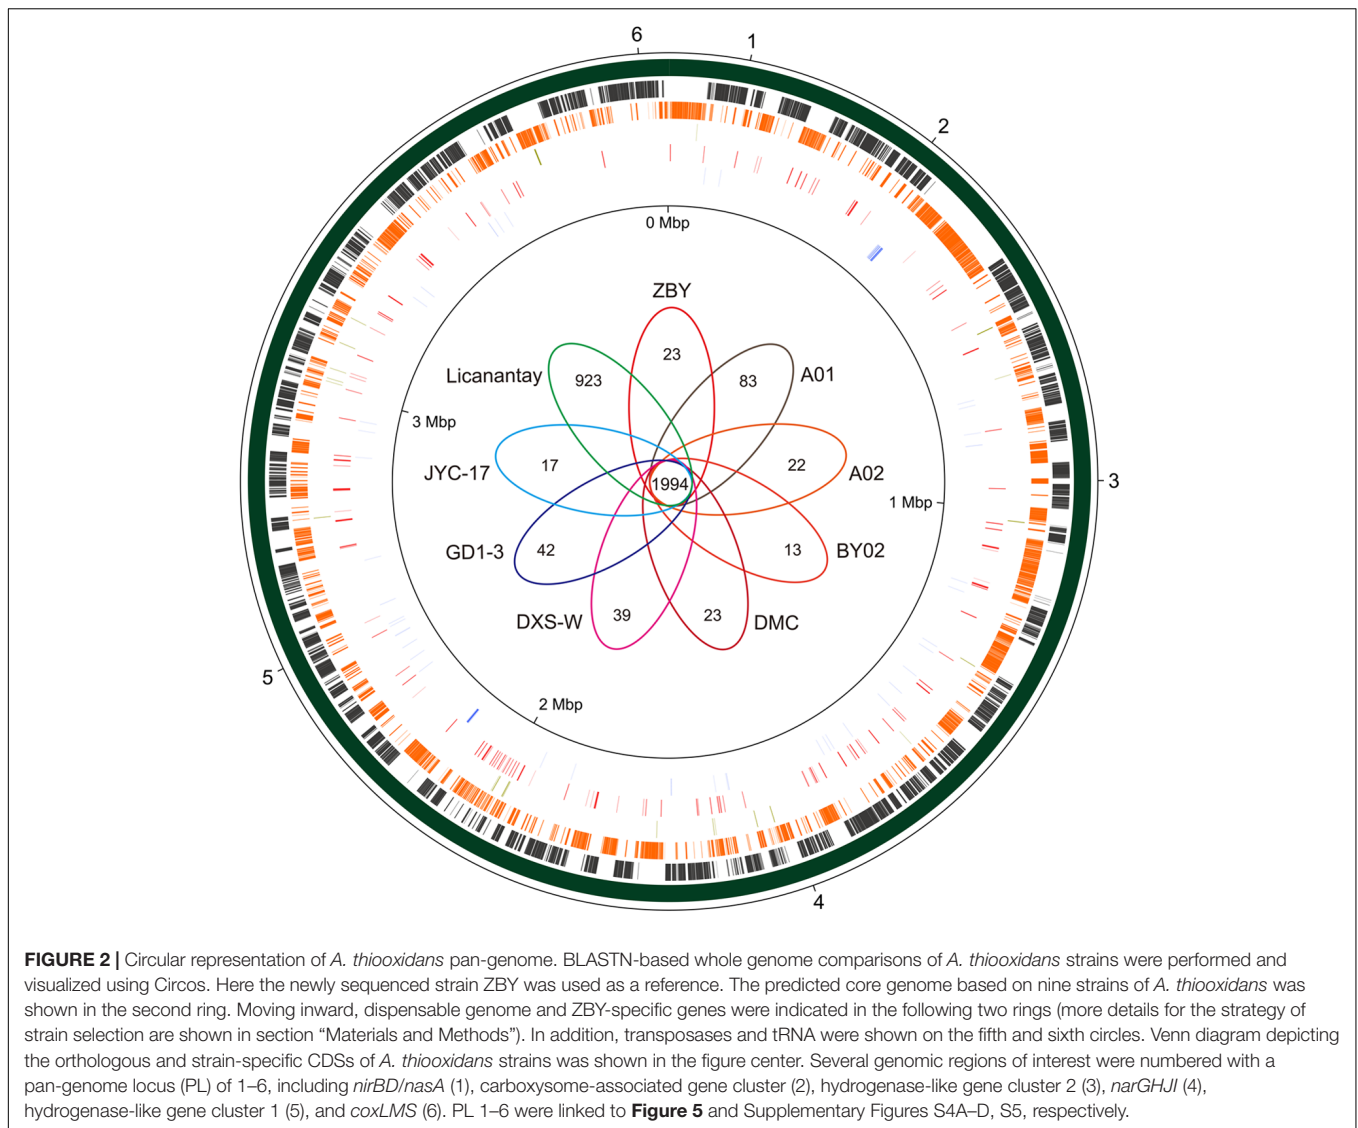 6
1
2
0 Mbp
ZBY
23
Licanantay
923
83
A01
3 Mbp
JYC-17
17
22
A02
1994
3
1 Mbp
GD1-3
42
13
BY02
DXS-W
39
23
DMC
5
2 Mbp
4
FIGURE 2 | Circular representation of A. thiooxidans pan-genome. BLASTN-based whole genome comparisons of A. thiooxidans strains were performed and
visualized using Circos. Here the newly sequenced strain ZBY was used as a reference. The predicted core genome based on nine strains of A. thiooxidans was
shown in the second ring. Moving inward, dispensable genome and ZBY-specific genes were indicated in the following two rings (more details for the strategy of
strain selection are shown in section “Materials and Methods”). In addition, transposases and tRNA were shown on the fifth and sixth circles. Venn diagram depicting
the orthologous and strain-specific CDSs of A. thiooxidans strains was shown in the figure center. Several genomic regions of interest were numbered with a
pan-genome locus (PL) of 1–6, including nirBD/nasA (1), carboxysome-associated gene cluster (2), hydrogenase-like gene cluster 2 (3), narGHJI (4),
hydrogenase-like gene cluster 1 (5), and coxLMS (6). PL 1–6 were linked to Figure 5 and Supplementary Figures S4A–D, S5, respectively.